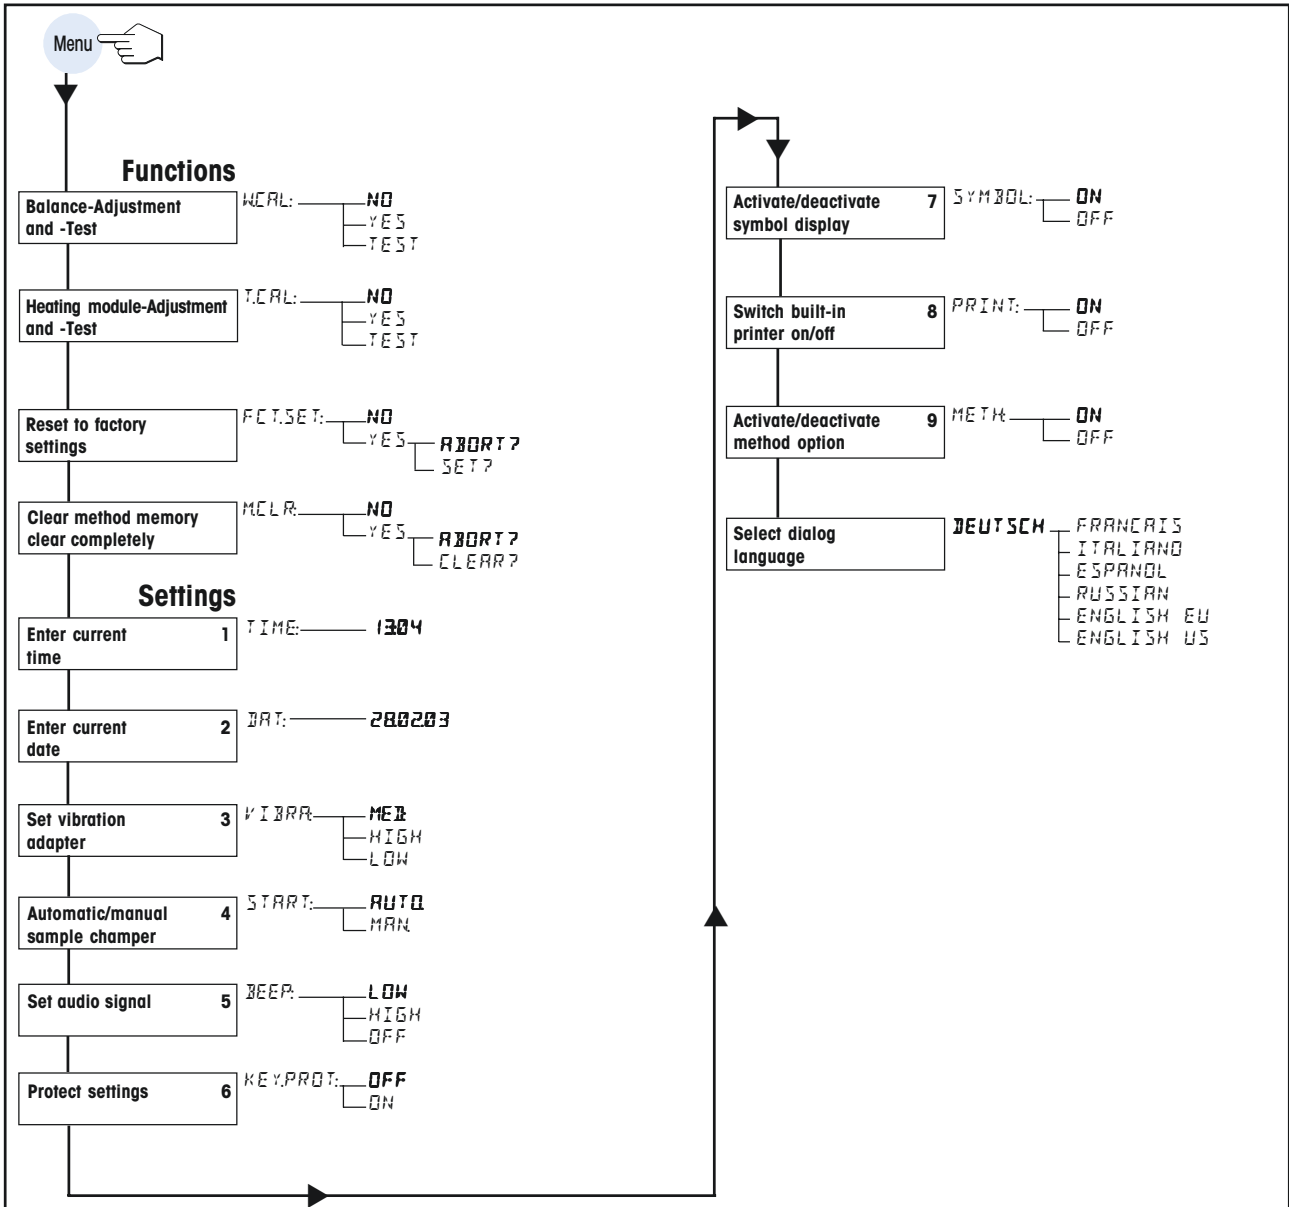 Menu
Functions
Balance-Adjustment
and -Test
W.CAL: NO
YES
TEST
Heating module-Adjustment
and -Test
T.CAL: NO
YES
TEST
Reset to factory
settings
FCT.SET: NO
YES ABORT?
SET?
Clear method memory
clear completely
M.CLR: NO
YES ABORT?
CLEAR?
Settings
Enter current 1
time
TIME: 13:04
Enter current 2
date
DAT.: 28.02.03
Set vibration 3
adapter
VIBRA: MED.
HIGH
LOW
Automatic/manual 4
sample champer
START: AUTO.
MAN.
Set audio signal 5
BEEP: LOW
HIGH
OFF
Protect settings 6
KEY.PROT: OFF
ON
Activate/deactivate 7
symbol display
SYMBOL: ON
OFF
Switch built-in 8
printer on/off
PRINT: ON
OFF
Activate/deactivate 9
method option
METH: ON
OFF
Select dialog
language
DEUTSCH FRANCAIS
ITALIANO
ESPANOL
RUSSIAN
ENGLISH EU
ENGLISH US